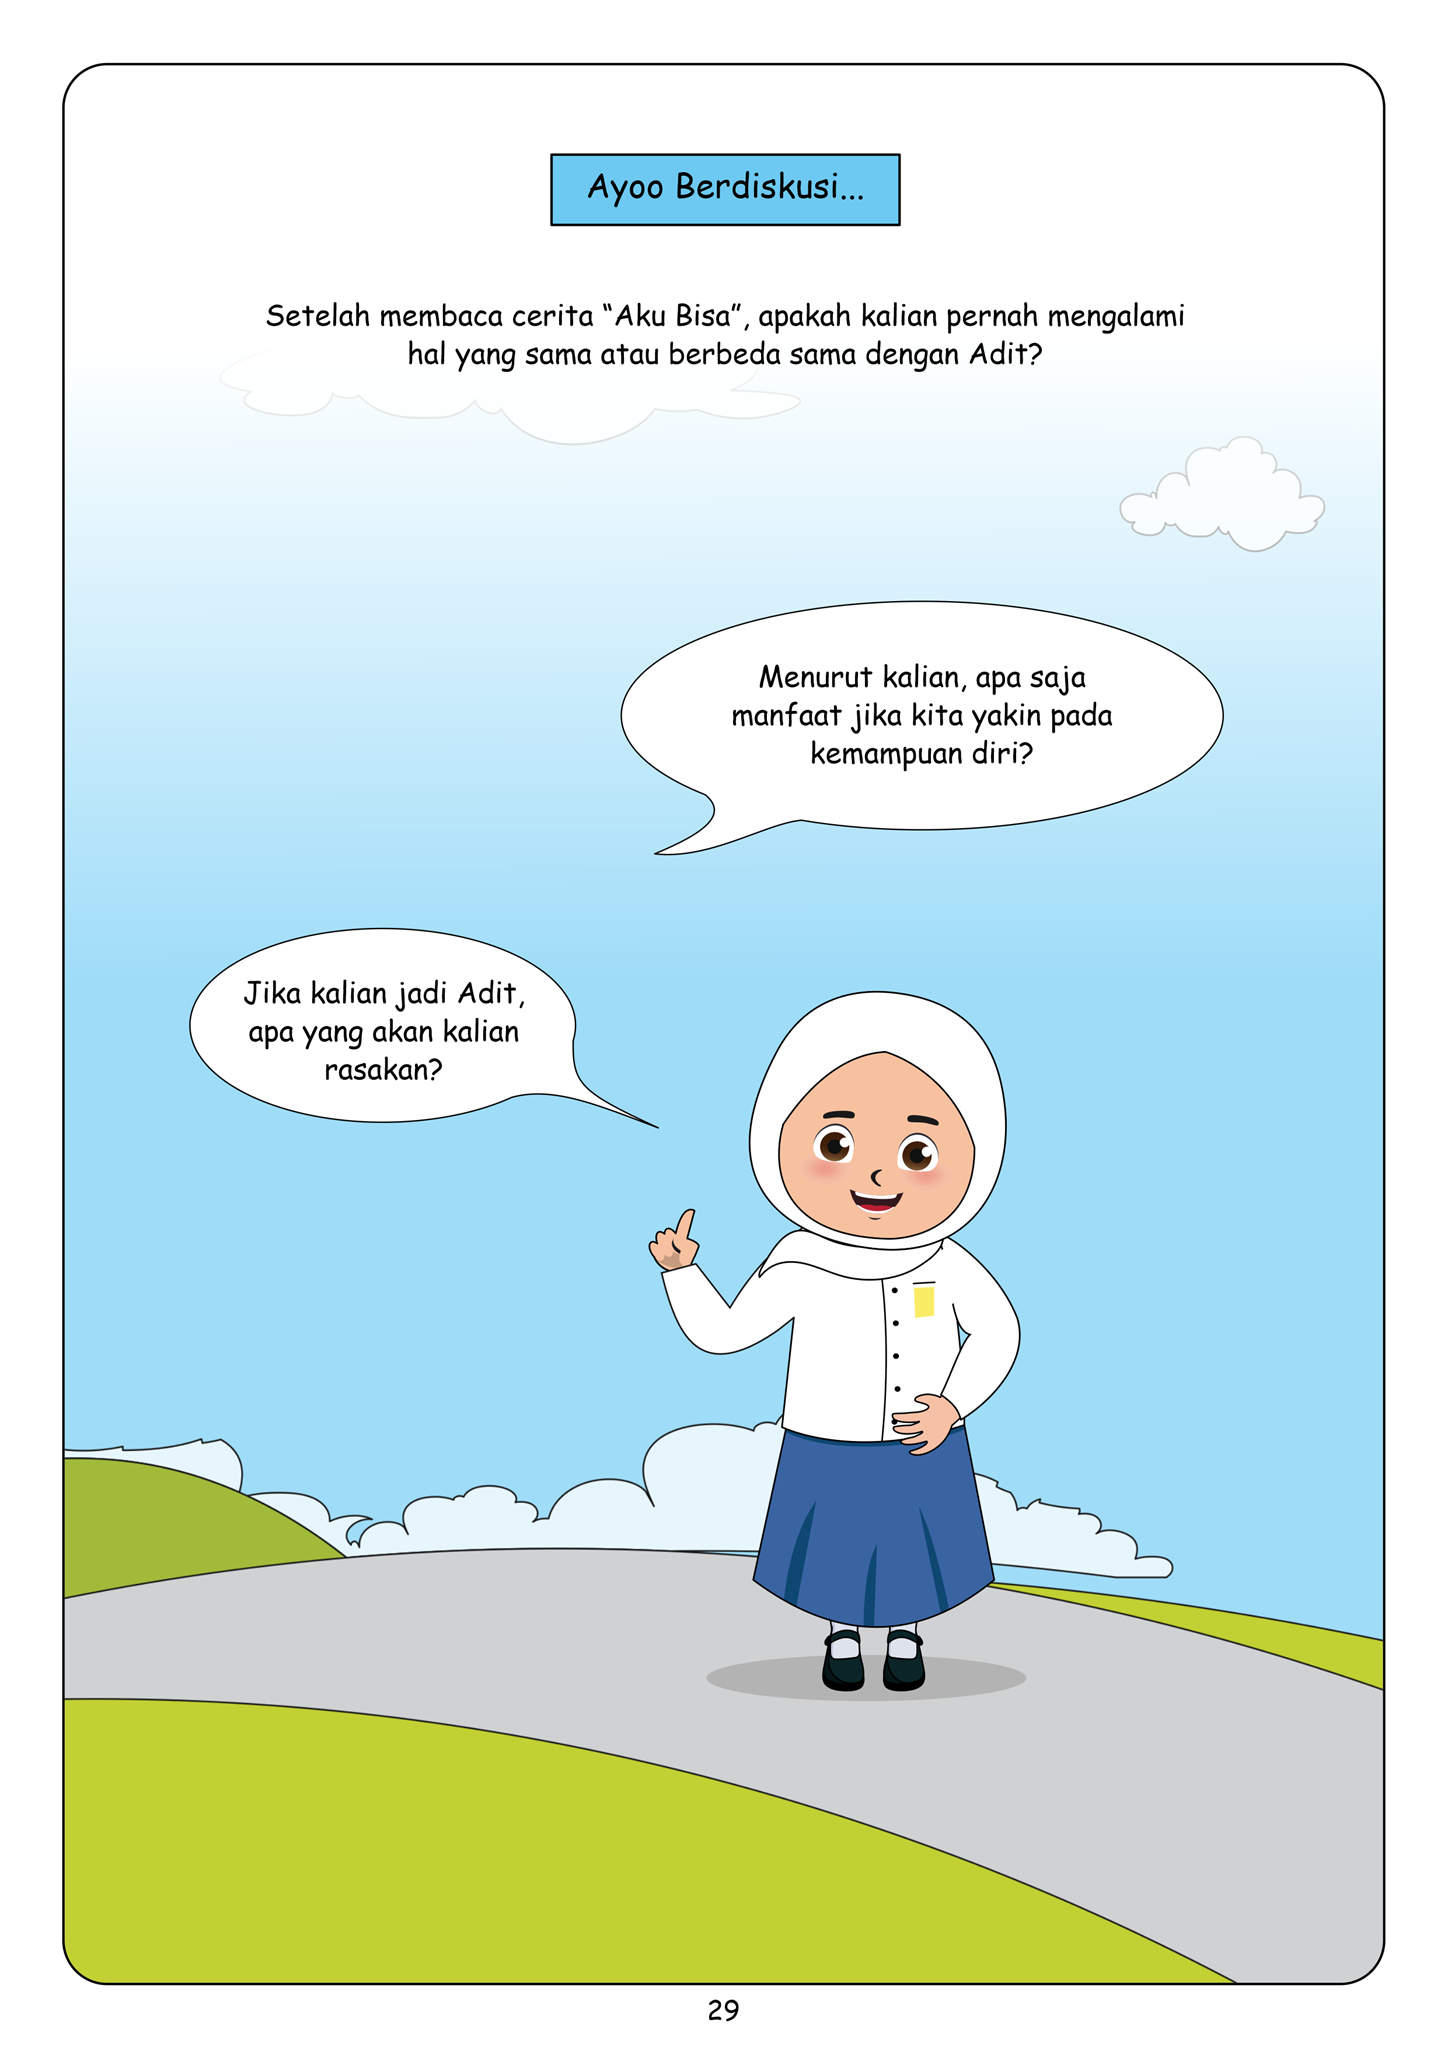 Ayoo Berdiskusi...
Setelah membaca cerita “Aku Bisa”, apakah kalian pernah mengalami
hal yang sama atau berbeda sama dengan Adit?
Menurut kalian, apa saja
manfaat jika kita yakin pada
kemampuan diri?
Jika kalian jadi Adit,
apa yang akan kalian
rasakan?
29